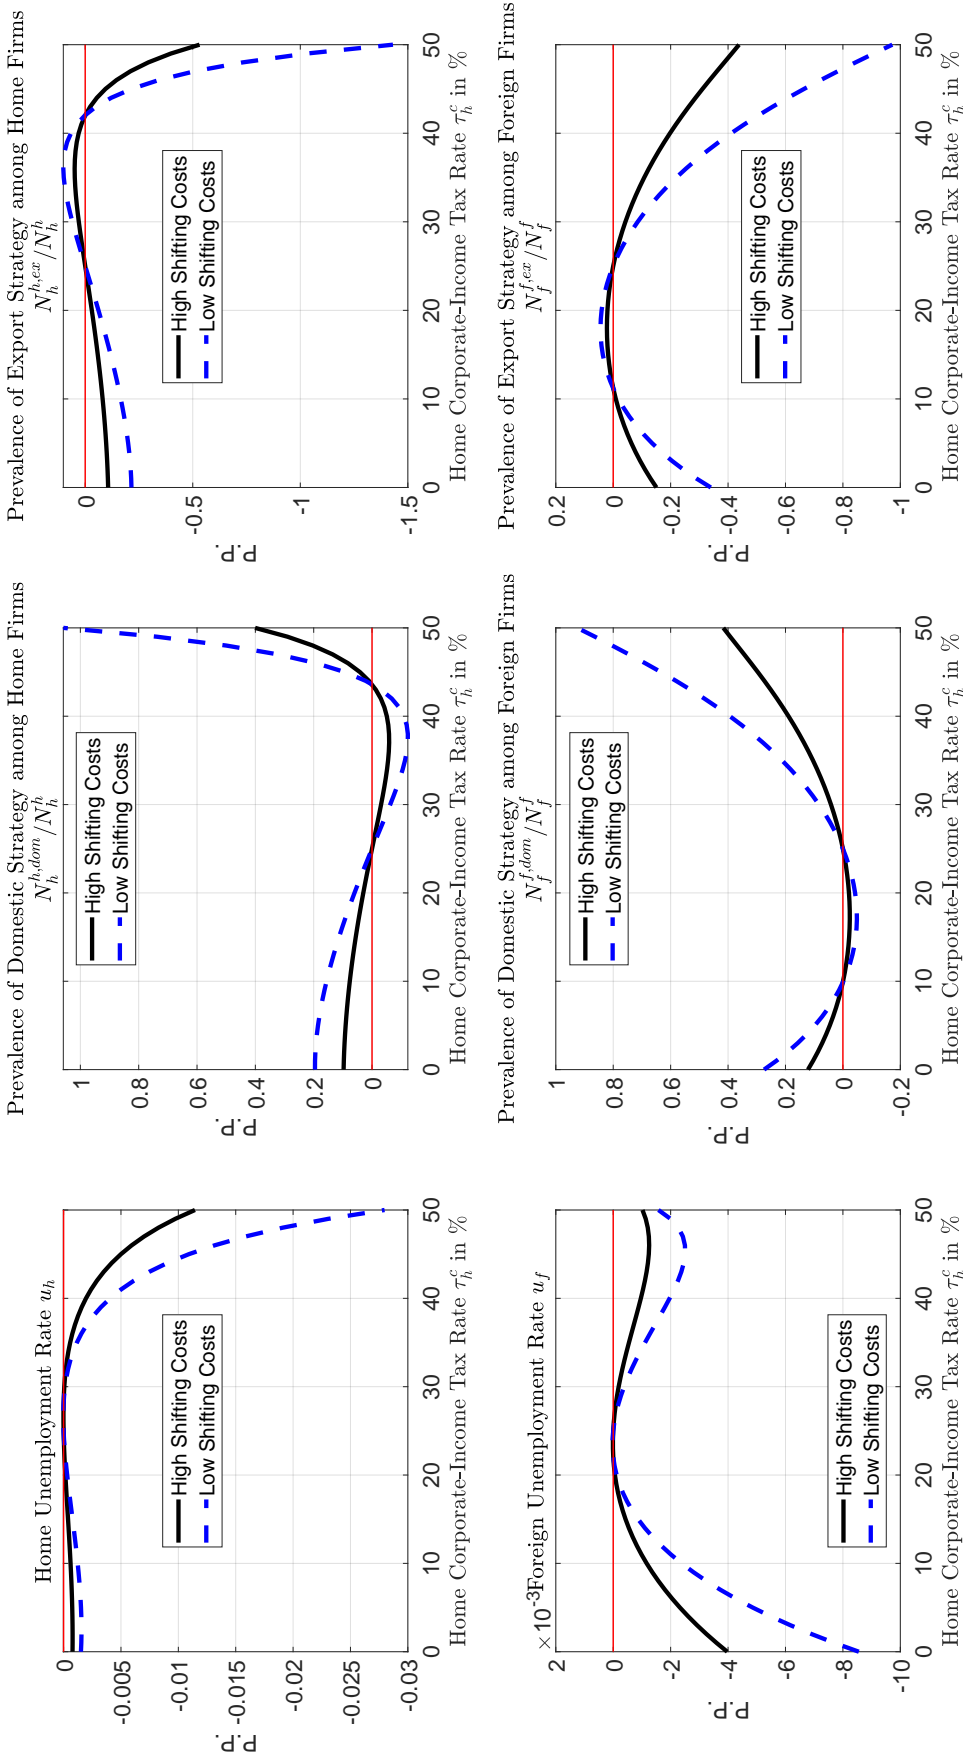 Home Unemployment Rate u_h
0
-0.005
-0.01
-0.015
-0.02
-0.025
-0.03
P.P.
High Shifting Costs
Low Shifting Costs
0 10 20 30 40 50
Home Corporate-Income Tax Rate τ_h^c in %
Prevalence of Domestic Strategy among Home Firms
N_h^{h,dom}/N_h^h
1
0.8
0.6
0.4
0.2
0
P.P.
High Shifting Costs
Low Shifting Costs
0 10 20 30 40 50
Home Corporate-Income Tax Rate τ_h^c in %
Prevalence of Export Strategy among Home Firms
N_h^{h,ex}/N_h^h
0
-0.5
-1
-1.5
P.P.
High Shifting Costs
Low Shifting Costs
0 10 20 30 40 50
Home Corporate-Income Tax Rate τ_h^c in %
×10^{-3}Foreign Unemployment Rate u_f
2
0
-2
-4
-6
-8
-10
P.P.
High Shifting Costs
Low Shifting Costs
0 10 20 30 40 50
Home Corporate-Income Tax Rate τ_h^c in %
Prevalence of Domestic Strategy among Foreign Firms
N_f^{f,dom}/N_f^f
1
0.8
0.6
0.4
0.2
0
-0.2
P.P.
High Shifting Costs
Low Shifting Costs
0 10 20 30 40 50
Home Corporate-Income Tax Rate τ_h^c in %
Prevalence of Export Strategy among Foreign Firms
N_f^{f,ex}/N_f^f
0.2
0
-0.2
-0.4
-0.6
-0.8
-1
P.P.
High Shifting Costs
Low Shifting Costs
0 10 20 30 40 50
Home Corporate-Income Tax Rate τ_h^c in %